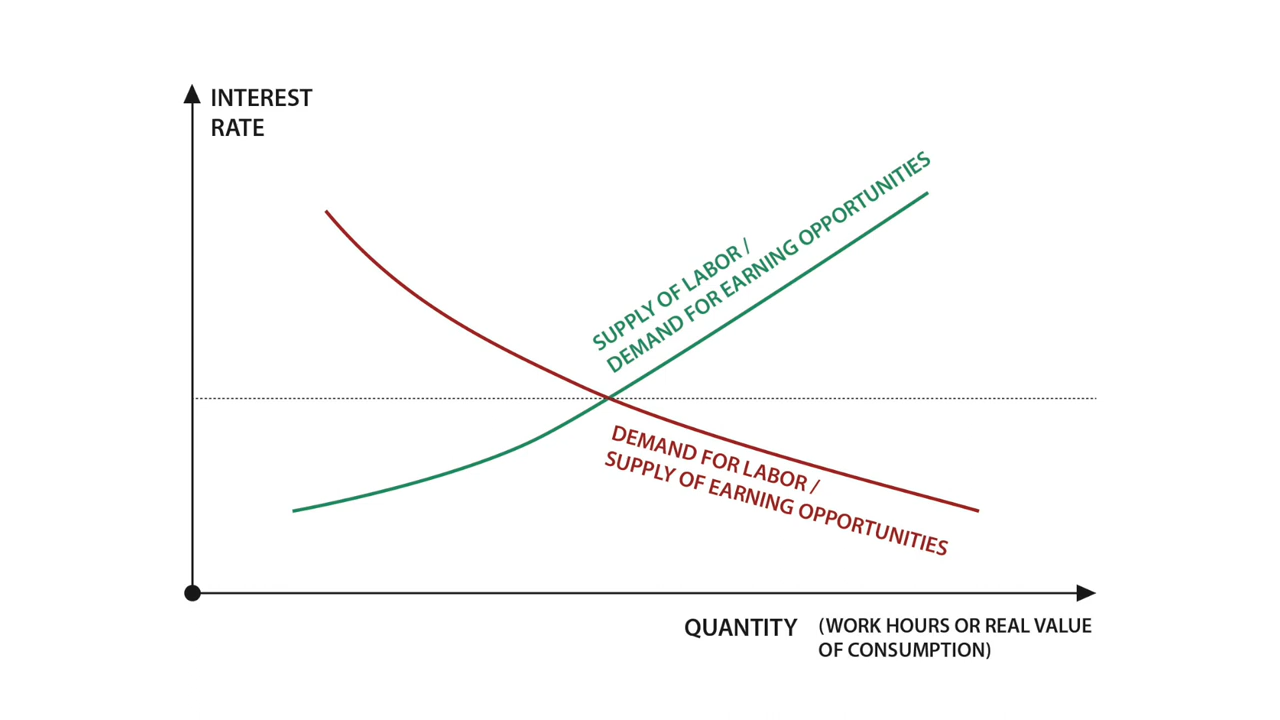 INTEREST
RATE
SUPPLY OF LABOR /
DEMAND FOR EARNING OPPORTUNITIES
DEMAND FOR LABOR /
SUPPLY OF EARNING OPPORTUNITIES
QUANTITY
(WORK HOURS OR REAL VALUE
OF CONSUMPTION)